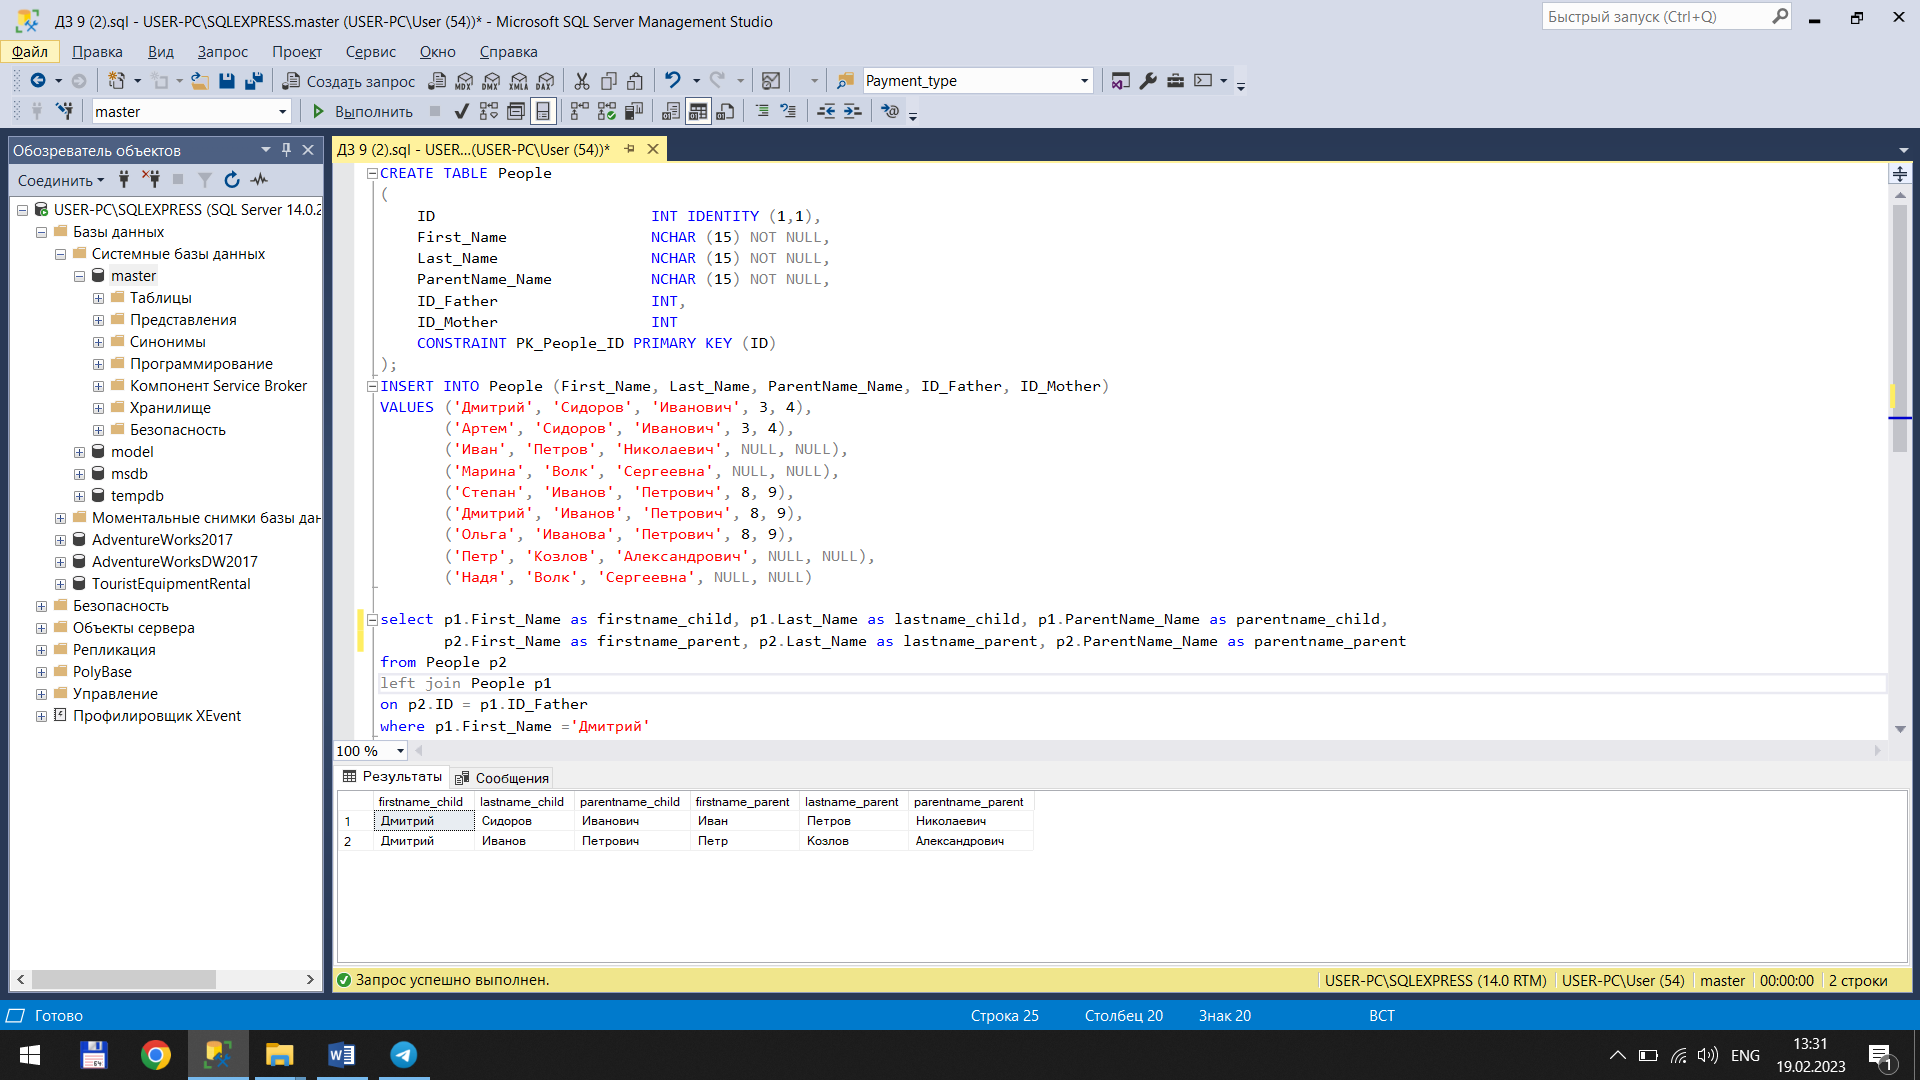 ДЗ 9 (2).sql - USER-PC\SQLEXPRESS.master (USER-PC\User (54))* - Microsoft SQL Server Management Studio
Быстрый запуск (Ctrl+Q)
Файл Правка Вид Запрос Проект Сервис Окно Справка
Создать запрос MDX DMX XMLA DAX Payment_type
master Выполнить
Обозреватель объектов
Соединить
USER-PC\SQLEXPRESS (SQL Server 14.0.2
Базы данных
Системные базы данных
master
Таблицы
Представления
Синонимы
Программирование
Компонент Service Broker
Хранилище
Безопасность
model
msdb
tempdb
Моментальные снимки базы дан
AdventureWorks2017
AdventureWorksDW2017
TouristEquipmentRental
Безопасность
Объекты сервера
Репликация
PolyBase
Управление
Профилировщик XEvent
ДЗ 9 (2).sql - USER...(USER-PC\User (54))*
CREATE TABLE People
(
ID INT IDENTITY (1,1),
First_Name NCHAR (15) NOT NULL,
Last_Name NCHAR (15) NOT NULL,
ParentName_Name NCHAR (15) NOT NULL,
ID_Father INT,
ID_Mother INT
CONSTRAINT PK_People_ID PRIMARY KEY (ID)
);
INSERT INTO People (First_Name, Last_Name, ParentName_Name, ID_Father, ID_Mother)
VALUES ('Дмитрий', 'Сидоров', 'Иванович', 3, 4),
('Артем', 'Сидоров', 'Иванович', 3, 4),
('Иван', 'Петров', 'Николаевич', NULL, NULL),
('Марина', 'Волк', 'Сергеевна', NULL, NULL),
('Степан', 'Иванов', 'Петрович', 8, 9),
('Дмитрий', 'Иванов', 'Петрович', 8, 9),
('Ольга', 'Иванова', 'Петрович', 8, 9),
('Петр', 'Козлов', 'Александрович', NULL, NULL),
('Надя', 'Волк', 'Сергеевна', NULL, NULL)
select p1.First_Name as firstname_child, p1.Last_Name as lastname_child, p1.ParentName_Name as parentname_child,
p2.First_Name as firstname_parent, p2.Last_Name as lastname_parent, p2.ParentName_Name as parentname_parent
from People p2
left join People p1
on p2.ID = p1.ID_Father
where p1.First_Name ='Дмитрий'
100 %
Результаты Сообщения
firstname_child lastname_child parentname_child firstname_parent lastname_parent parentname_parent
1 Дмитрий Сидоров Иванович Иван Петров Николаевич
2 Дмитрий Иванов Петрович Петр Козлов Александрович
Запрос успешно выполнен. USER-PC\SQLEXPRESS (14.0 RTM) USER-PC\User (54) master 00:00:00 2 строки
Готово Строка 25 Столбец 20 Знак 20 ВСТ
64 ENG 13:31
19.02.2023 1